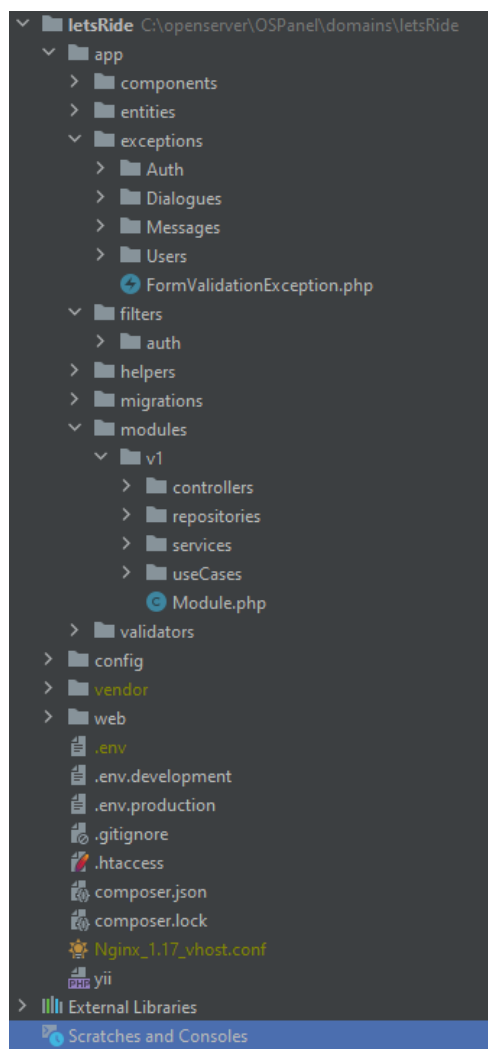 letsRide C:\openserver\OSPanel\domains\letsRide
app
components
entities
exceptions
Auth
Dialogues
Messages
Users
FormValidationException.php
filters
auth
helpers
migrations
modules
v1
controllers
repositories
services
useCases
Module.php
validators
config
vendor
web
.env
.env.development
.env.production
.gitignore
.htaccess
composer.json
composer.lock
Nginx_1.17_vhost.conf
yii
External Libraries
Scratches and Consoles